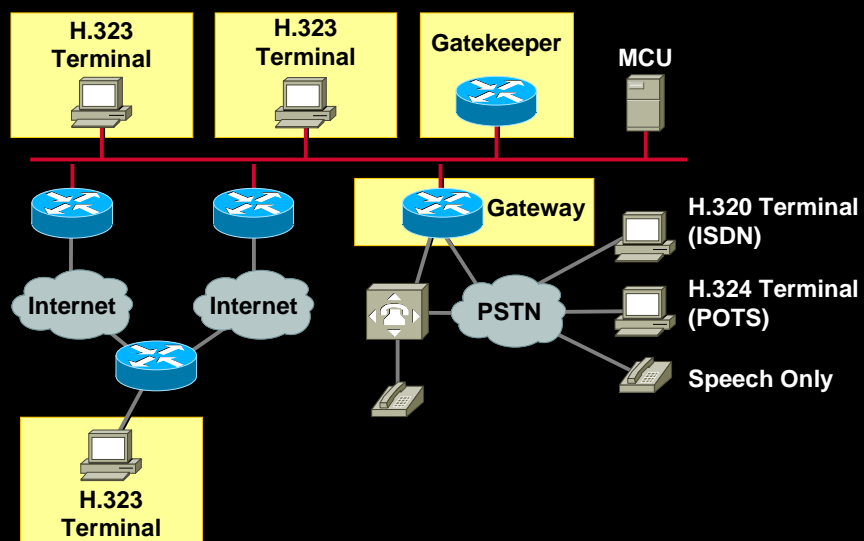 H.323
Terminal
H.323
Terminal
Gatekeeper
MCU
Gateway
H.320 Terminal
(ISDN)
Internet
Internet
PSTN
H.324 Terminal
(POTS)
Speech Only
H.323
Terminal